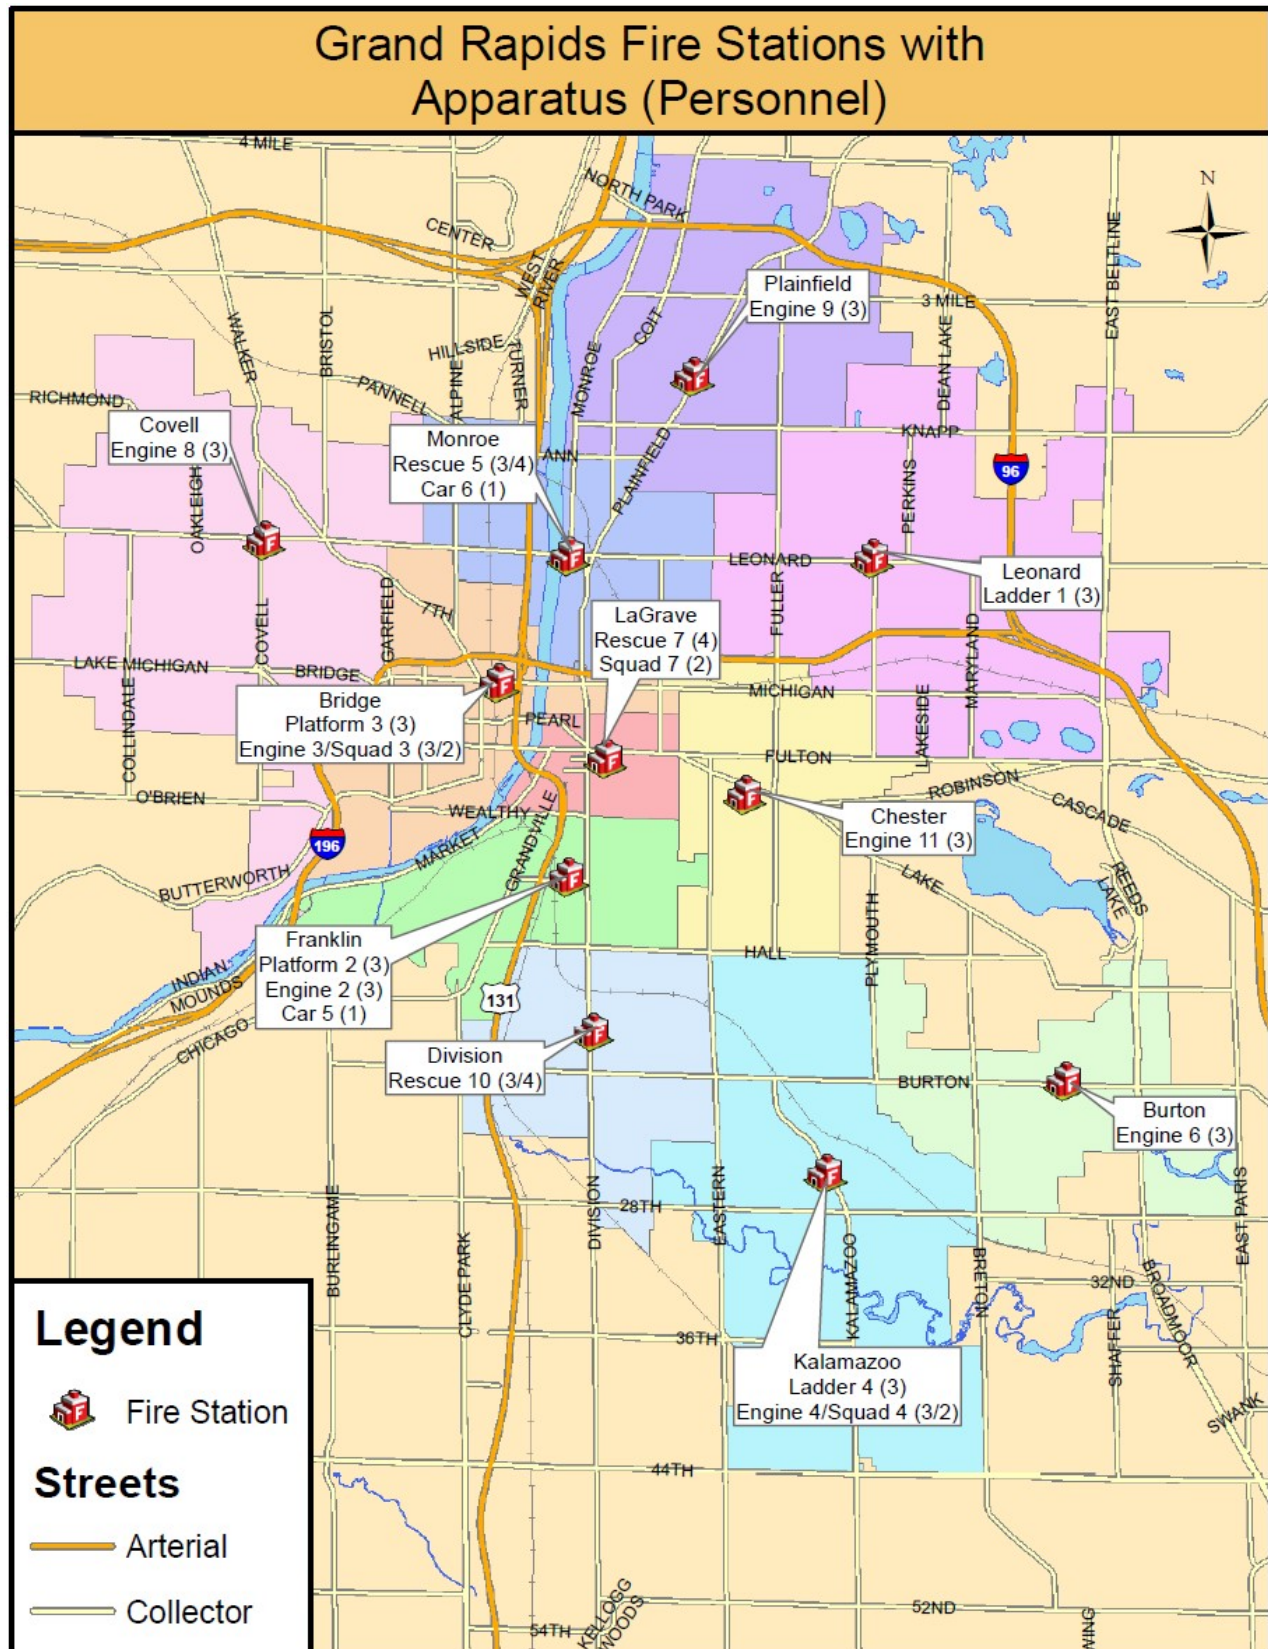 Grand Rapids Fire Stations with
Apparatus (Personnel)
4 MILE
NORTH PARK
N
CENTER
WEST
RIVER
EAST BELTLINE
Plainfield
Engine 9 (3)
3 MILE
WALKER
BRISTOL
HILLSIDE
TURNER
MONROE
COIT
DEAN LAKE
ALPINE
PANNELL
RICHMOND
Covell
Engine 8 (3)
Monroe
Rescue 5 (3/4)
Car 6 (1)
ANN
PLAINFIELD
KNAPP
96
OAKLEIGH
PERKINS
LEONARD
Leonard
Ladder 1 (3)
GARFIELD
7TH
FULLER
LaGrave
Rescue 7 (4)
Squad 7 (2)
COVELL
LAKE MICHIGAN
BRIDGE
MARYLAND
MICHIGAN
LAKESIDE
COLLINDALE
Bridge
Platform 3 (3)
Engine 3/Squad 3 (3/2)
PEARL
FULTON
O'BRIEN
WEALTHY
ROBINSON
CASCADE
Chester
Engine 11 (3)
196
MARKET
GRANDVILLE
BUTTERWORTH
LAKE
REEDS
LAKE
PLYMOUTH
Franklin
Platform 2 (3)
Engine 2 (3)
Car 5 (1)
HALL
INDIAN
MOUNDS
131
CHICAGO
Division
Rescue 10 (3/4)
BURTON
Burton
Engine 6 (3)
BURLINGAME
CLYDE PARK
DIVISION
28TH
EASTERN
KALAMAZOO
BRETON
EAST PARIS
32ND
BROADMOOR
SHAFFER
36TH
Kalamazoo
Ladder 4 (3)
Engine 4/Squad 4 (3/2)
SWANK
44TH
Legend
F Fire Station
Streets
Arterial
Collector
KELLOGG
WOODS
54TH
52ND
WING